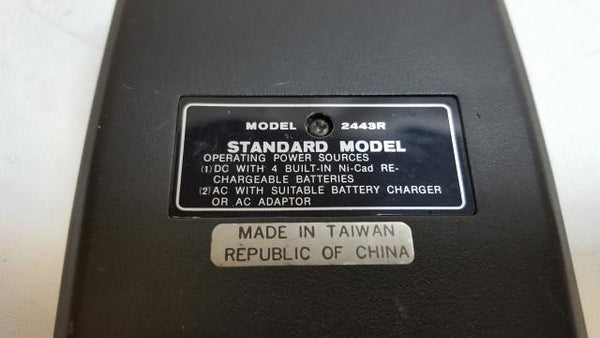 MODEL 2443R
STANDARD MODEL
OPERATING POWER SOURCES
(1) DC WITH 4 BUILT-IN Ni-Cad RE-
CHARGEABLE BATTERIES
(2) AC WITH SUITABLE BATTERY CHARGER
OR AC ADAPTOR
MADE IN TAIWAN
REPUBLIC OF CHINA